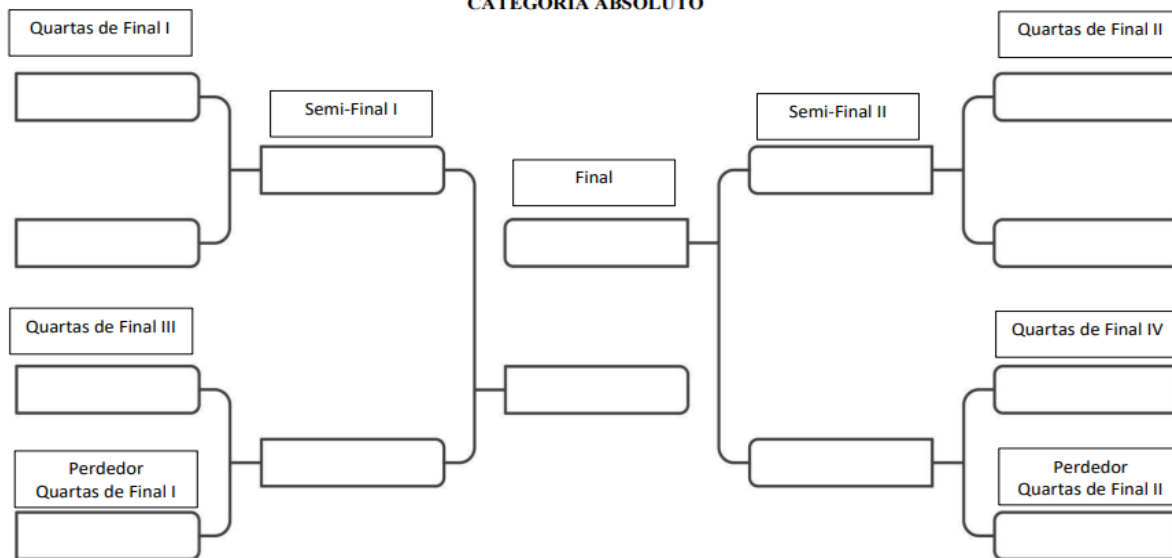 CATEGORIA ABSOLUTO
Quartas de Final I
Quartas de Final II
Semi-Final I
Semi-Final II
Final
Quartas de Final III
Quartas de Final IV
Perdedor
Quartas de Final I
Perdedor
Quartas de Final II